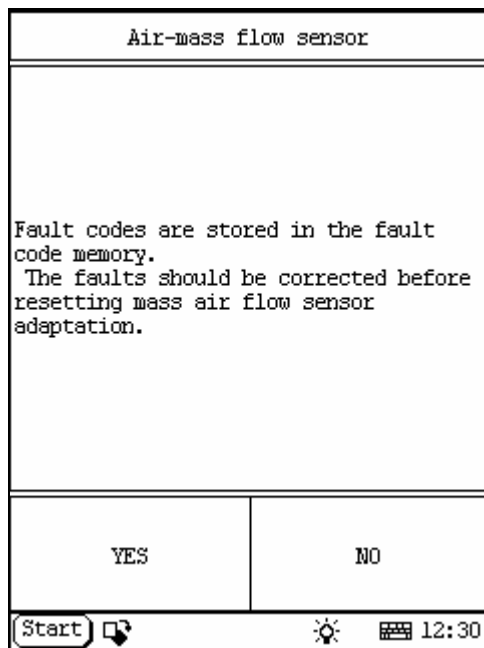 Air-mass flow sensor
Fault codes are stored in the fault
code memory.
The faults should be corrected before
resetting mass air flow sensor
adaptation.
YES
NO
Start
12:30